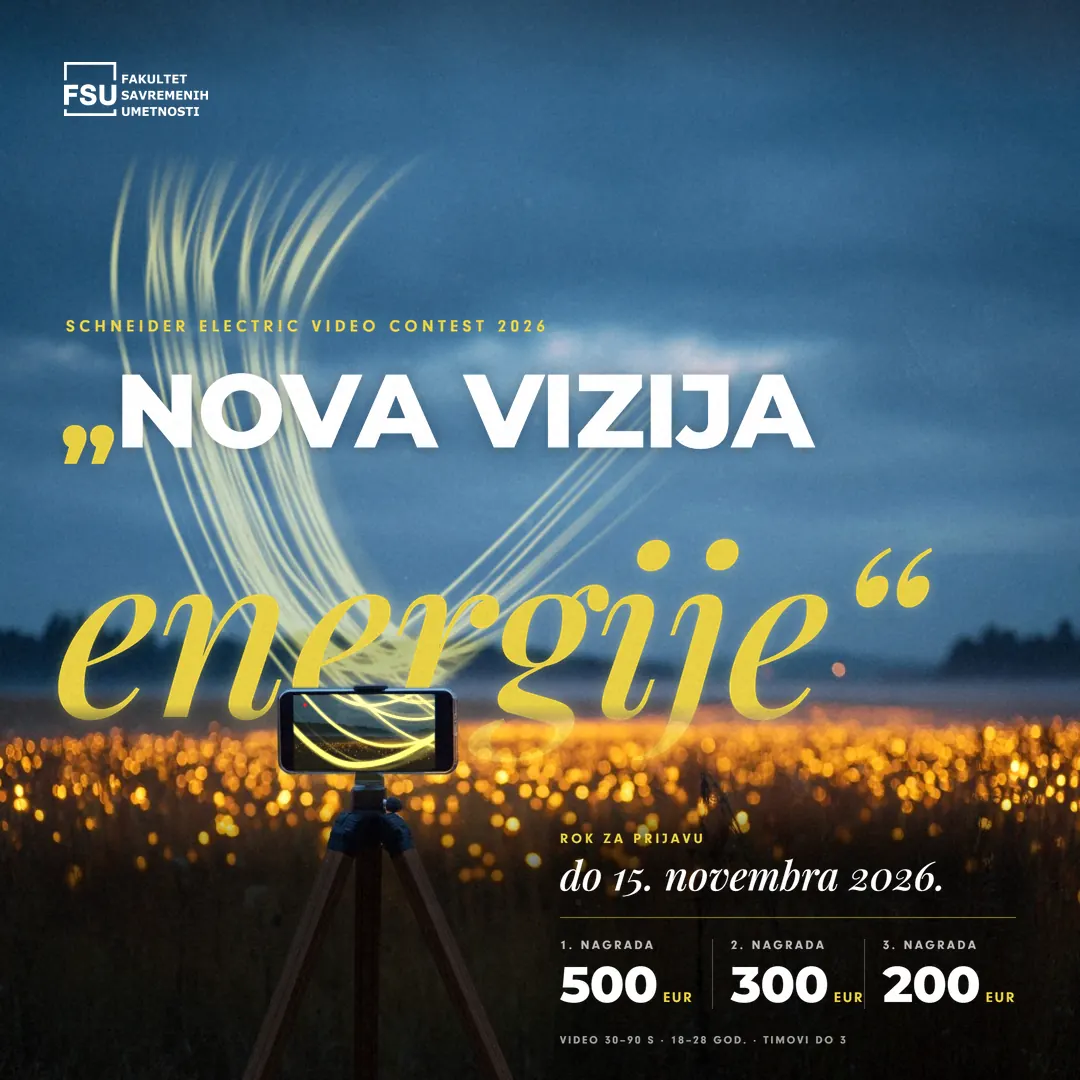 FSU FAKULTET
SAVREMENIH
UMETNOSTI
SCHNEIDER ELECTRIC VIDEO CONTEST 2026
„NOVA VIZIJA
energije“
ROK ZA PRIJAVU
do 15. novembra 2026.
1. NAGRADA
500 EUR
2. NAGRADA
300 EUR
3. NAGRADA
200 EUR
VIDEO 30–90 S · 18–28 GOD. · TIMOVI DO 3